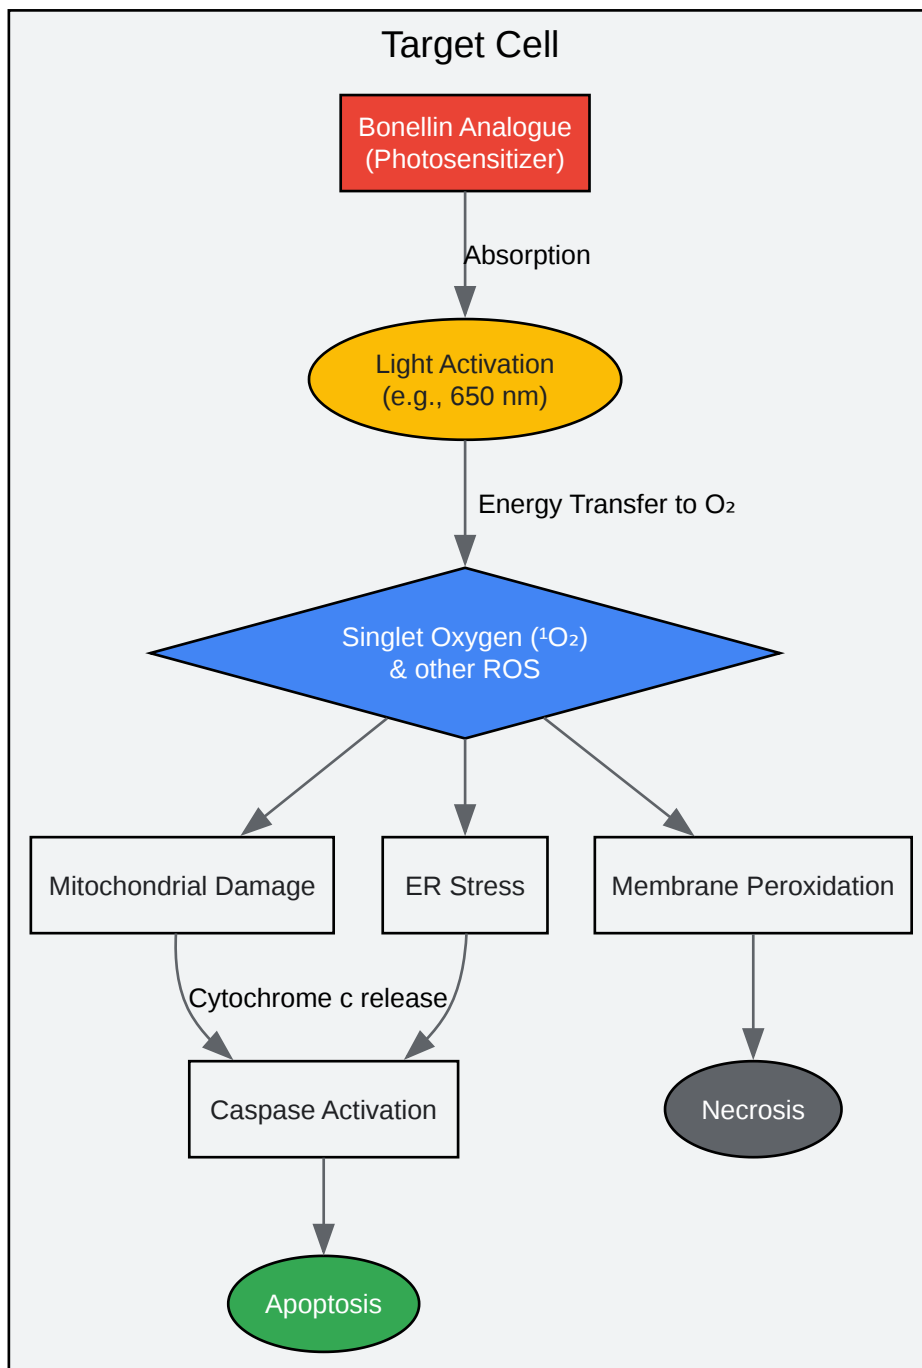 Target Cell
Bonellin Analogue
(Photosensitizer)
Absorption
Light Activation
(e.g., 650 nm)
Energy Transfer to O₂
Singlet Oxygen (¹O₂)
& other ROS
Mitochondrial Damage
ER Stress
Membrane Peroxidation
Cytochrome c release
Caspase Activation
Necrosis
Apoptosis